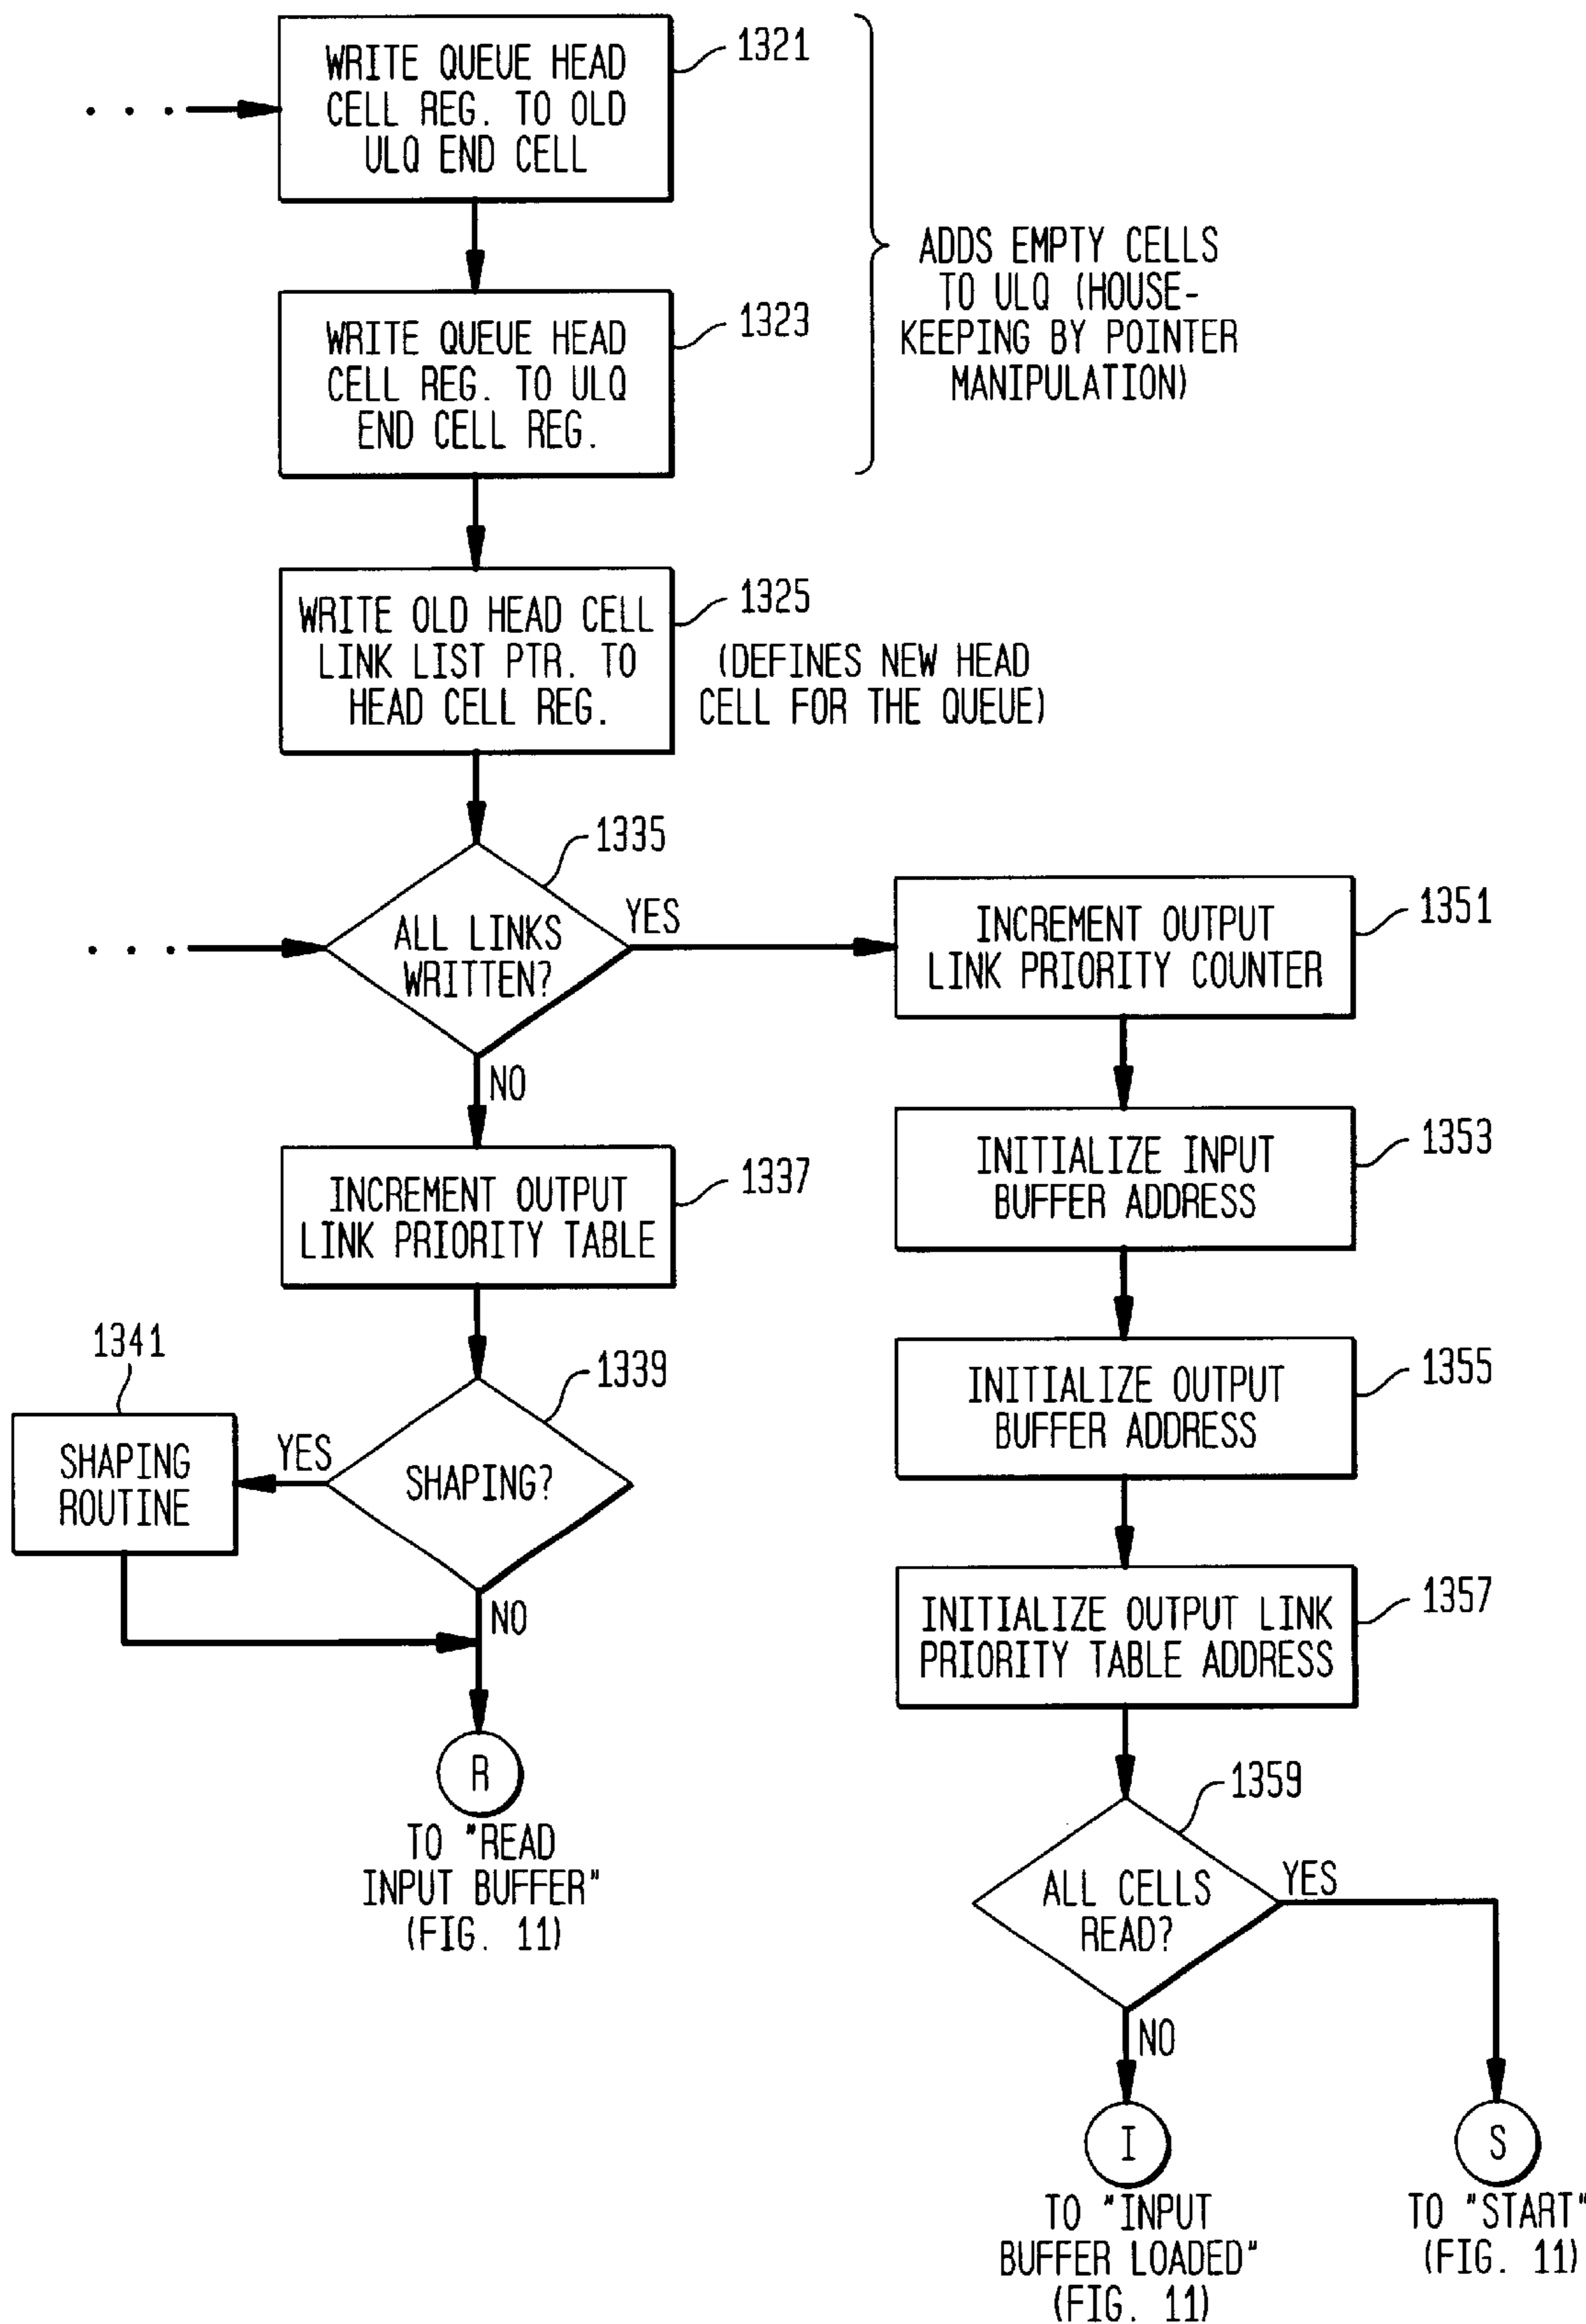 1321
WRITE QUEUE HEAD
CELL REG. TO OLD
ULQ END CELL
ADDS EMPTY CELLS
TO ULQ (HOUSE-
KEEPING BY POINTER
MANIPULATION)
1323
WRITE QUEUE HEAD
CELL REG. TO ULQ
END CELL REG.
1325
WRITE OLD HEAD CELL
LINK LIST PTR. TO
HEAD CELL REG.
(DEFINES NEW HEAD
CELL FOR THE QUEUE)
1335
ALL LINKS
WRITTEN?
YES
NO
1337
INCREMENT OUTPUT
LINK PRIORITY TABLE
1339
SHAPING?
YES
1341
SHAPING
ROUTINE
NO
R
TO "READ
INPUT BUFFER"
(FIG. 11)
1351
INCREMENT OUTPUT
LINK PRIORITY COUNTER
1353
INITIALIZE INPUT
BUFFER ADDRESS
1355
INITIALIZE OUTPUT
BUFFER ADDRESS
1357
INITIALIZE OUTPUT LINK
PRIORITY TABLE ADDRESS
1359
ALL CELLS
READ?
YES
NO
I
TO "INPUT
BUFFER LOADED"
(FIG. 11)
S
TO "START"
(FIG. 11)